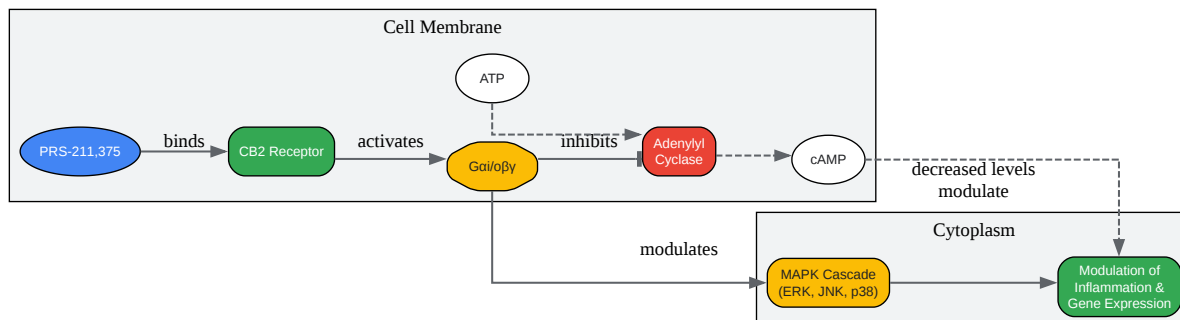 Cell Membrane
ATP
PRS-211,375
binds
CB2 Receptor
activates
Gαi/oβγ
inhibits
Adenylyl
Cyclase
cAMP
decreased levels
modulate
Cytoplasm
modulates
MAPK Cascade
(ERK, JNK, p38)
Modulation of
Inflammation &
Gene Expression